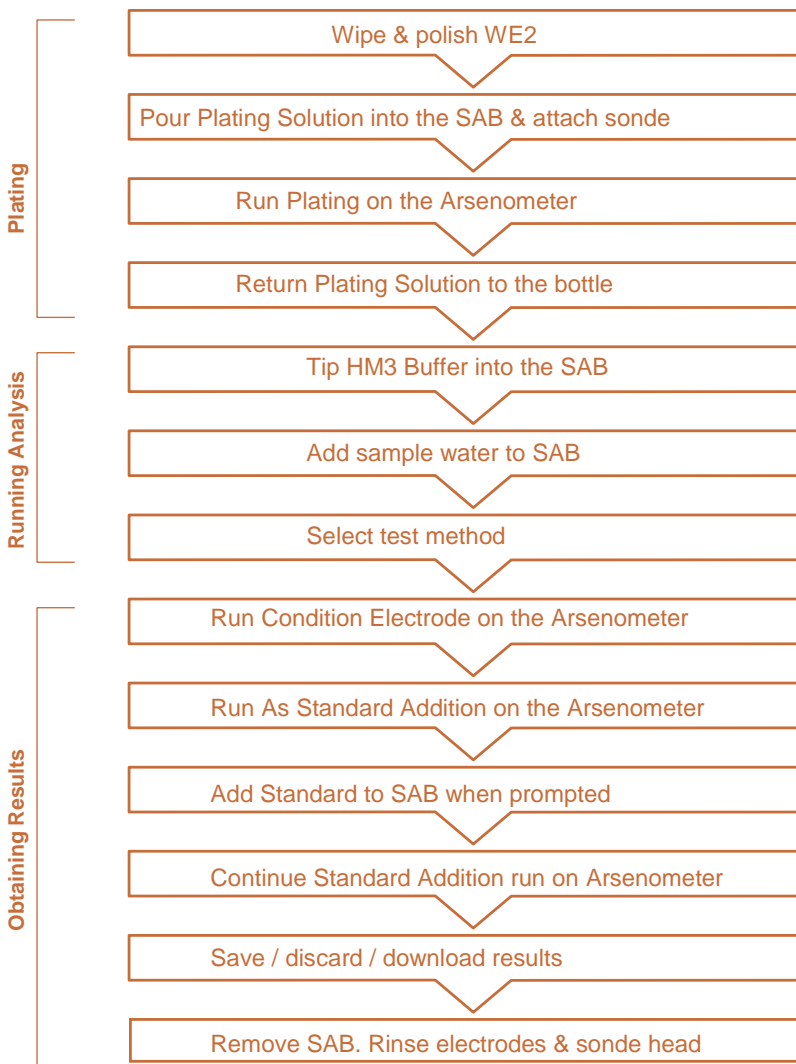 Plating
Wipe & polish WE2
Pour Plating Solution into the SAB & attach sonde
Run Plating on the Arsenometer
Return Plating Solution to the bottle
Running Analysis
Tip HM3 Buffer into the SAB
Add sample water to SAB
Select test method
Obtaining Results
Run Condition Electrode on the Arsenometer
Run As Standard Addition on the Arsenometer
Add Standard to SAB when prompted
Continue Standard Addition run on Arsenometer
Save / discard / download results
Remove SAB. Rinse electrodes & sonde head